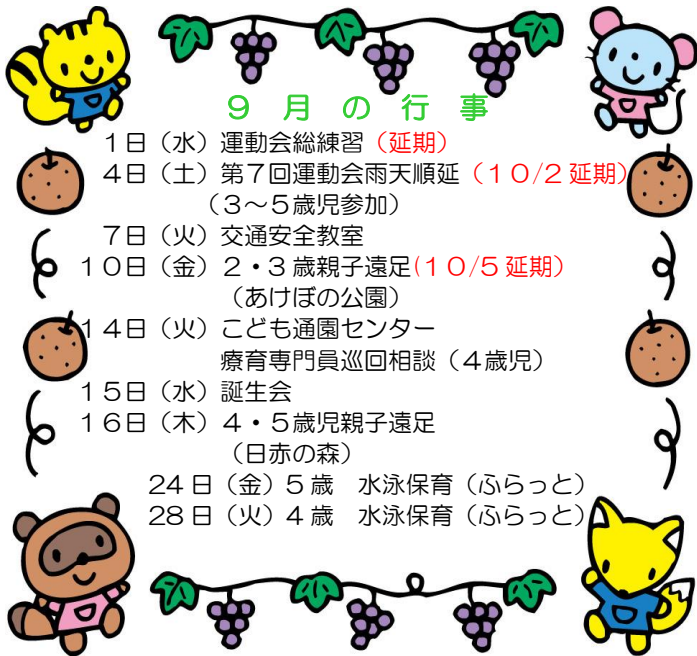 ９月の行事
１日（水）運動会総練習（延期）
４日（土）第７回運動会雨天順延（１０/２延期）
（３～５歳児参加）
７日（火）交通安全教室
１０日（金）２・３歳親子遠足(１０/５延期）
（あけぼの公園）
１４日（火）こども通園センター
療育専門員巡回相談（４歳児）
１５日（水）誕生会
１６日（木）４・５歳児親子遠足
（日赤の森）
24日（金）５歳　水泳保育（ふらっと）
28日（火）４歳　水泳保育（ふらっと）